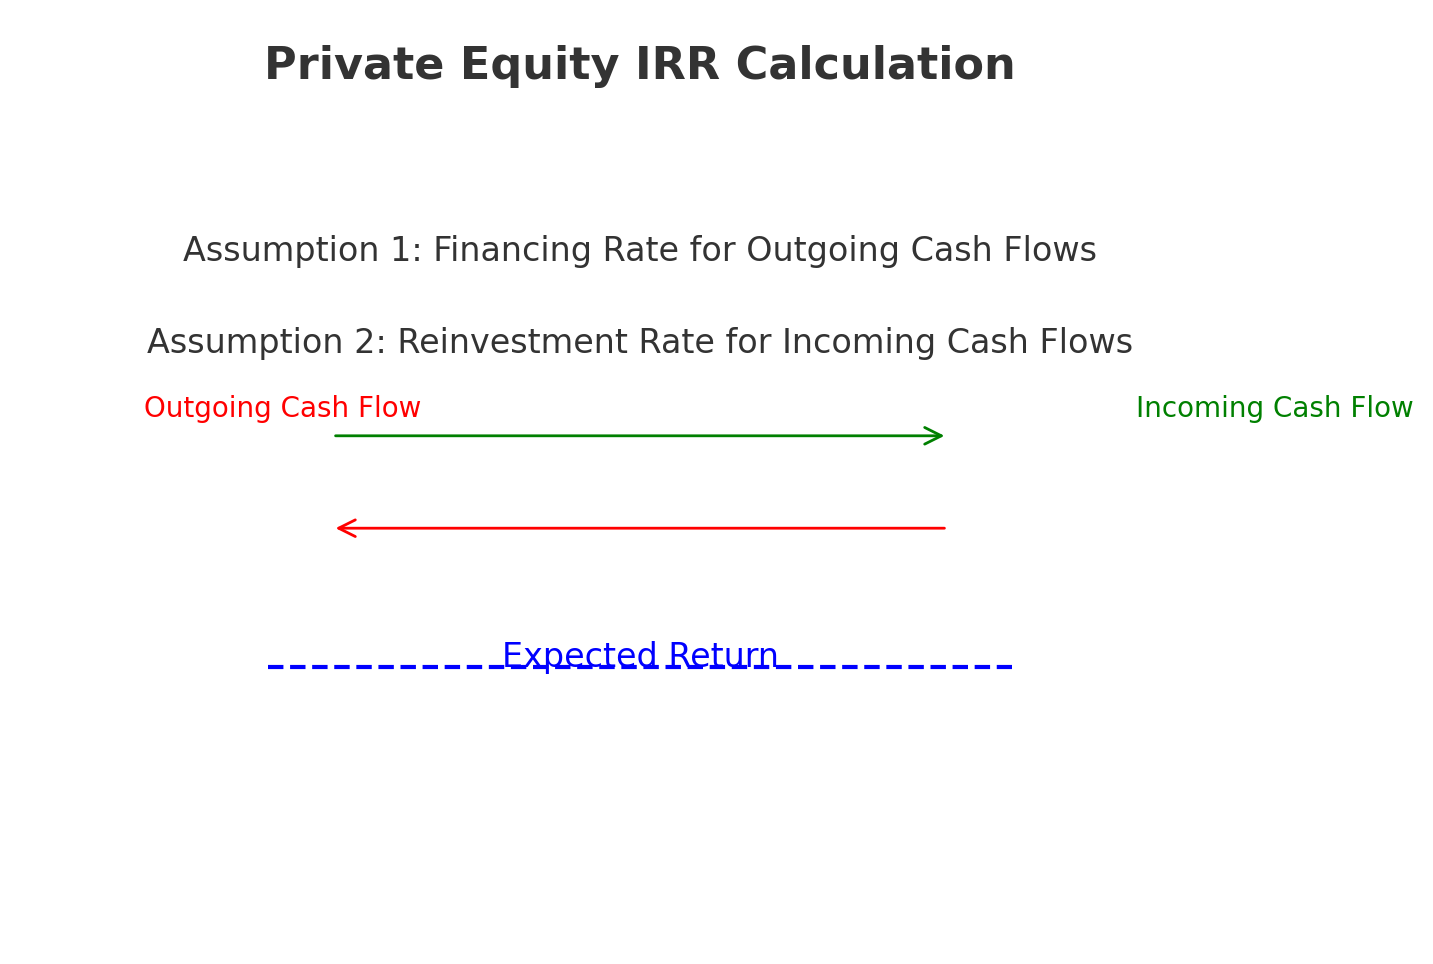 Private Equity IRR Calculation
Assumption 1: Financing Rate for Outgoing Cash Flows
Assumption 2: Reinvestment Rate for Incoming Cash Flows
Outgoing Cash Flow
Incoming Cash Flow
Expected Return